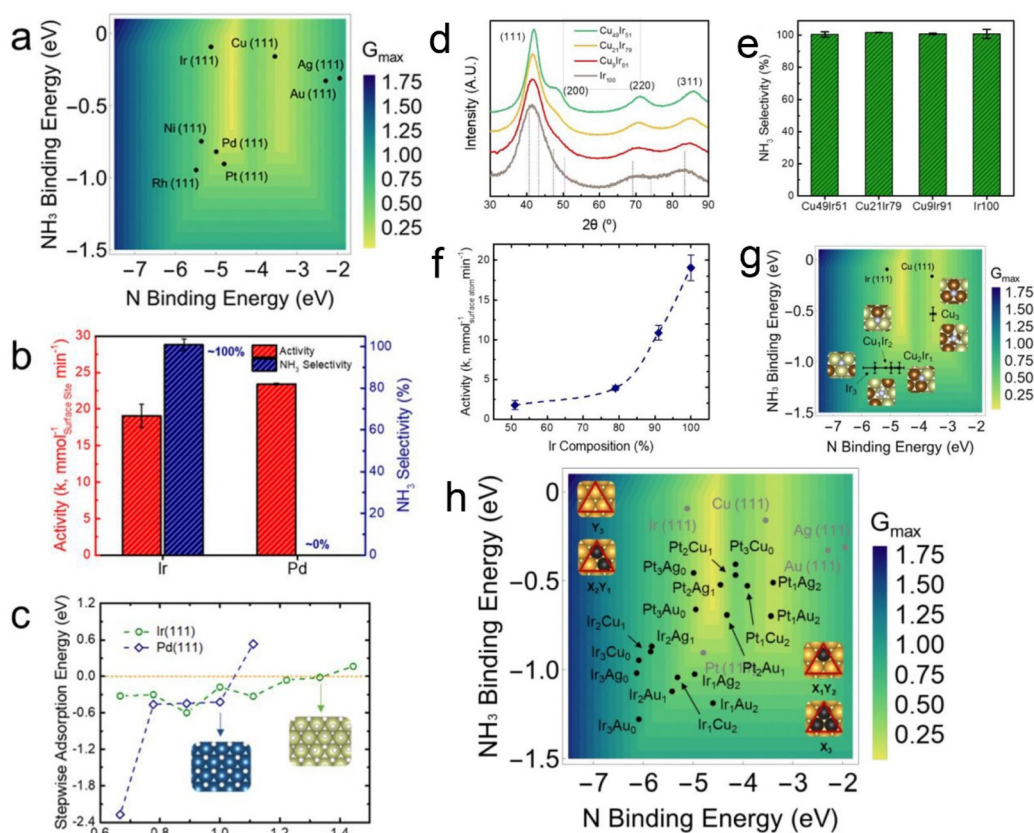 a
NH₃ Binding Energy (eV)
0
−0.5
−1.0
−1.5
Cu (111)
Ir (111)
Ag (111)
Au (111)
Ni (111)
Pd (111)
Rh (111)
Pt (111)
−7 −6 −5 −4 −3 −2
N Binding Energy (eV)
Gmax
1.75
1.50
1.25
1.00
0.75
0.50
0.25
d
Intensity (A.U.)
(111)
Cu₄₉Ir₅₁
Cu₂₁Ir₇₉
Cu₉Ir₉₁
Ir₁₀₀
(200)
(220)
(311)
30 40 50 60 70 80 90
2θ (º)
e
NH₃ Selectivity (%)
100
80
60
40
20
0
Cu49Ir51 Cu21Ir79 Cu9Ir91 Ir100
b
Activity (k, mmol⁻¹Surface Site min⁻¹)
30
25
20
15
10
5
0
~100%
Activity
NH₃ Selectivity
~0%
Ir Pd
100
80
60
40
20
0
NH₃ Selectivity (%)
f
Activity (k, mmol⁻¹surface atom min⁻¹)
20
15
10
5
0
50 60 70 80 90 100
Ir Composition (%)
g
NH₃ Binding Energy (eV)
0
−0.5
−1.0
−1.5
Ir (111)
Cu (111)
Cu₃
Cu₁Ir₂
Cu₂Ir₁
Ir₃
−7 −6 −5 −4 −3 −2
N Binding Energy (eV)
Gmax
1.75
1.50
1.25
1.00
0.75
0.50
0.25
c
Stepwise Adsorption Energy (eV)
1.2
0.6
0.0
-0.6
-1.2
-1.8
-2.4
Ir(111)
Pd(111)
0.6 0.8 1.0 1.2 1.4
h
NH₃ Binding Energy (eV)
0
−0.5
−1.0
−1.5
Y₃
X₂Y₁
X₁Y₂
X₃
Cu (111)
Ir (111)
Ag (111)
Au (111)
Pt₂Cu₁
Pt₃Cu₀
Pt₃Ag₀
Pt₂Ag₁
Pt₁Ag₂
Pt₃Au₀
Pt₁Au₂
Pt₁Cu₂
Ir₂Cu₁
Ir₂Ag₁
Pt₂Au₁
Ir₃Cu₀
Ir₃Ag₀
Ir₁Ag₂
Ir₂Au₁
Ir₁Au₂
Ir₃Au₀
Ir₁Cu₂
−7 −6 −5 −4 −3 −2
N Binding Energy (eV)
Gmax
1.75
1.50
1.25
1.00
0.75
0.50
0.25